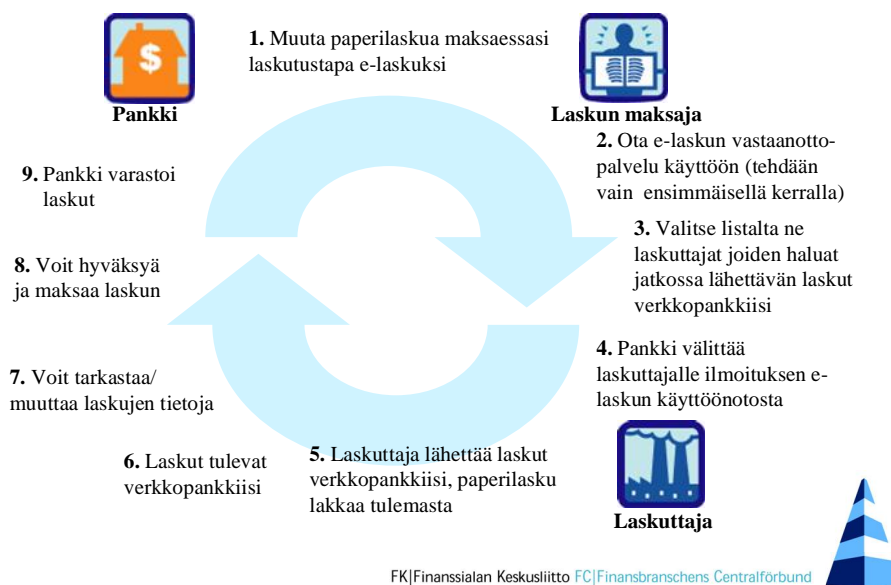 $
Pankki
1. Muuta paperilaskua maksaessasi
laskutustapa e-laskuksi
Laskun maksaja
2. Ota e-laskun vastaanotto-
palvelu käyttöön (tehdään
vain ensimmäisellä kerralla)
3. Valitse listalta ne
laskuttajat joiden haluat
jatkossa lähettävän laskut
verkkopankkiisi
4. Pankki välittää
laskuttajalle ilmoituksen e-
laskun käyttöönotosta
Laskuttaja
5. Laskuttaja lähettää laskut
verkkopankkiisi, paperilasku
lakkaa tulemasta
6. Laskut tulevat
verkkopankkiisi
7. Voit tarkastaa/
muuttaa laskujen tietoja
8. Voit hyväksyä
ja maksaa laskun
9. Pankki varastoi
laskut
FK|Finanssialan Keskusliitto FC|Finansbranschens Centralförbund